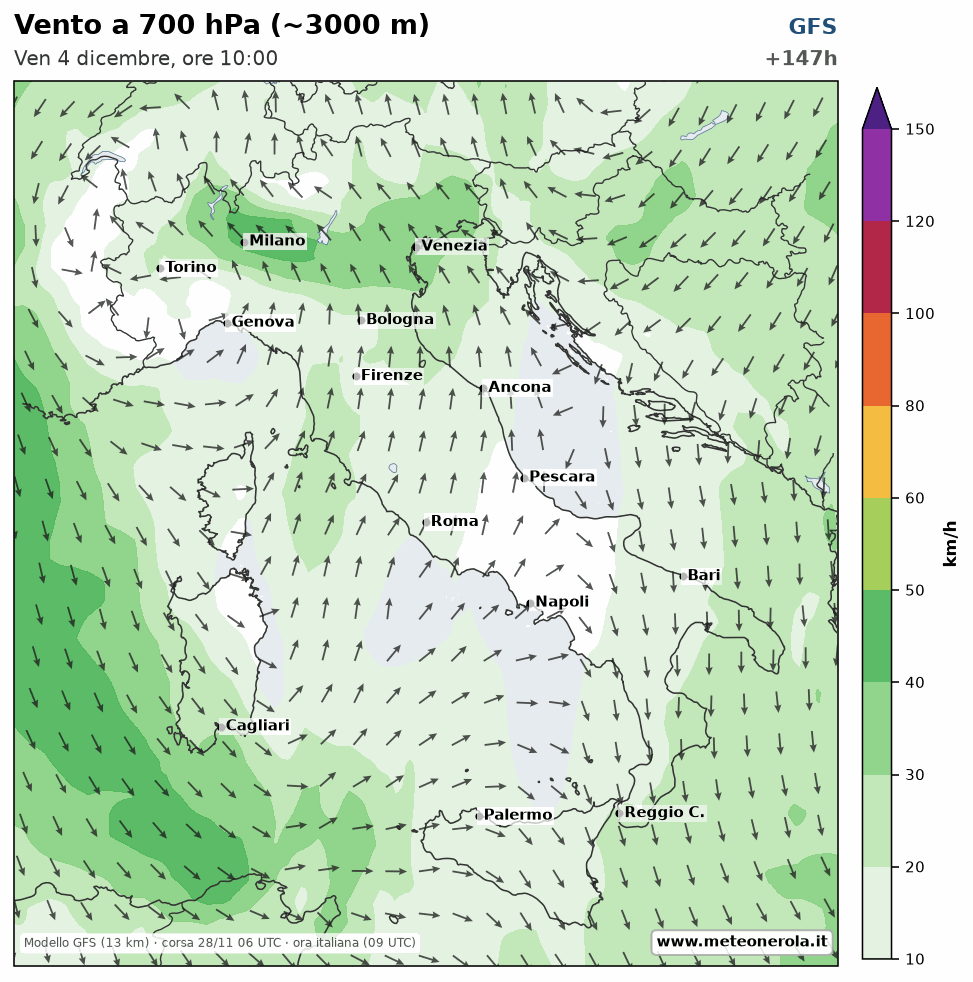 Vento a 700 hPa (~3000 m)
GFS
Ven 4 dicembre, ore 10:00
+147h
Milano
Venezia
Torino
Genova
Bologna
Firenze
Ancona
Pescara
Roma
Bari
Napoli
Cagliari
Palermo
Reggio C.
150
120
100
80
60
50
40
30
20
10
km/h
Modello GFS (13 km) · corsa 28/11 06 UTC · ora italiana (09 UTC)
www.meteonerola.it